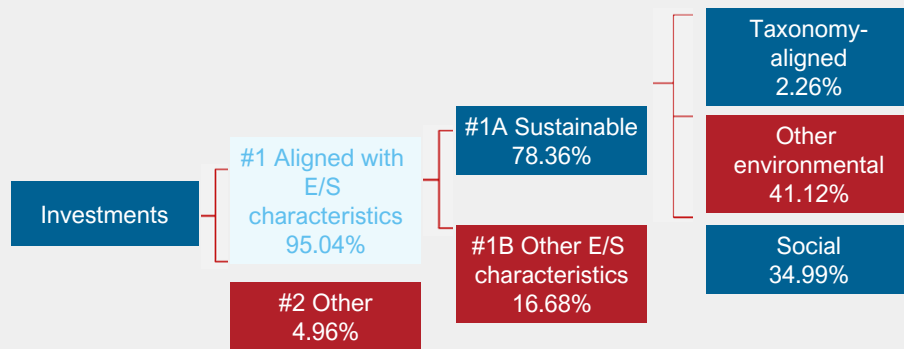 Investments
#1 Aligned with
E/S
characteristics
95.04%
#2 Other
4.96%
#1A Sustainable
78.36%
#1B Other E/S
characteristics
16.68%
Taxonomy-
aligned
2.26%
Other
environmental
41.12%
Social
34.99%